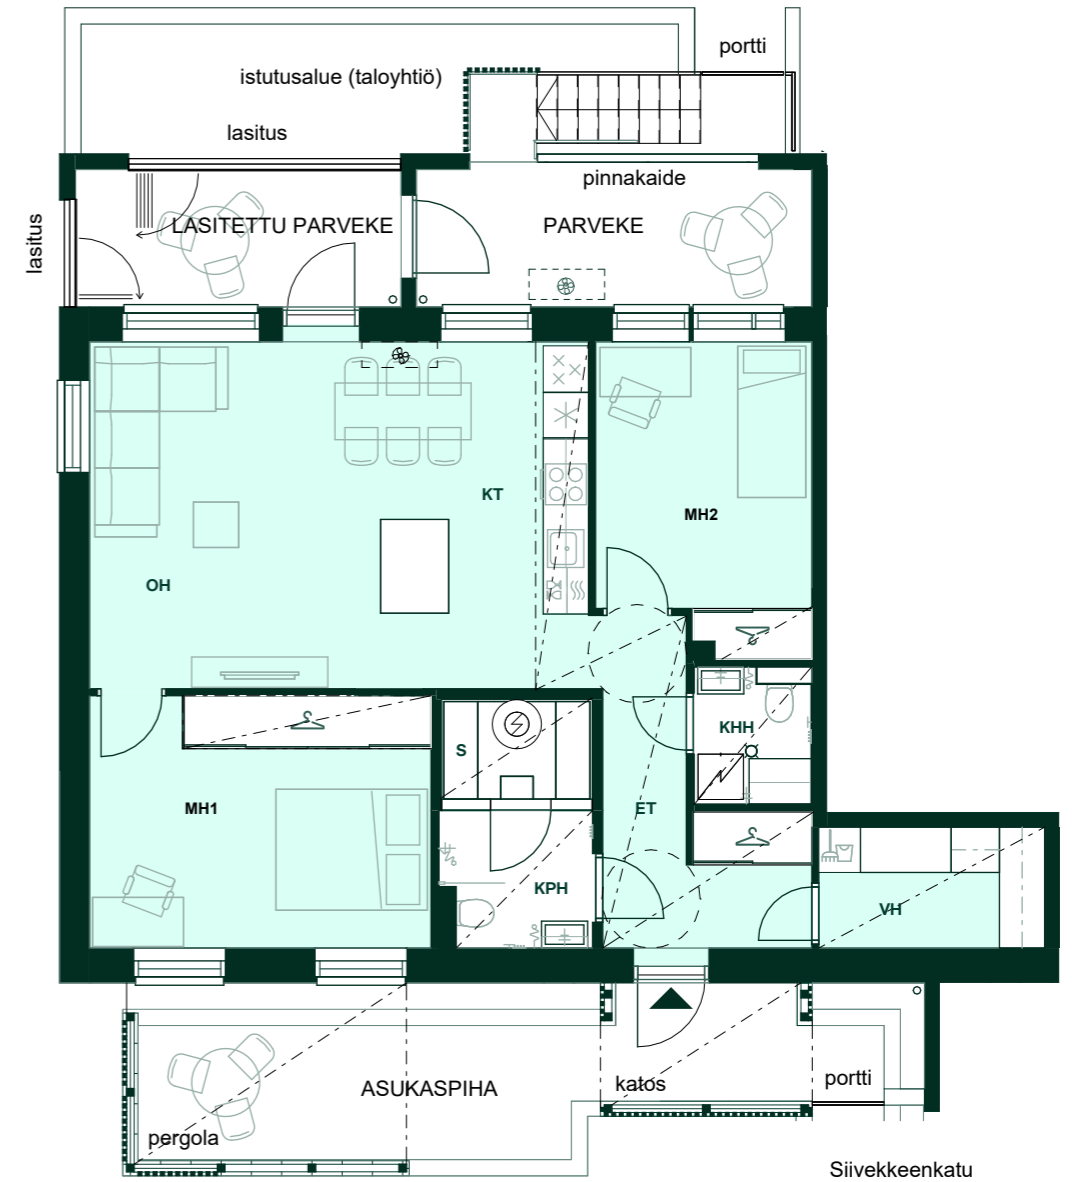 portti
istutusalue (taloyhtiö)
lasitus
pinnakaide
lasitus
LASITETTU PARVEKE
PARVEKE
KT
MH2
OH
KHH
S
MH1
ET
KPH
VH
ASUKASPIHA
katos
portti
pergola
Siivekkeenkatu